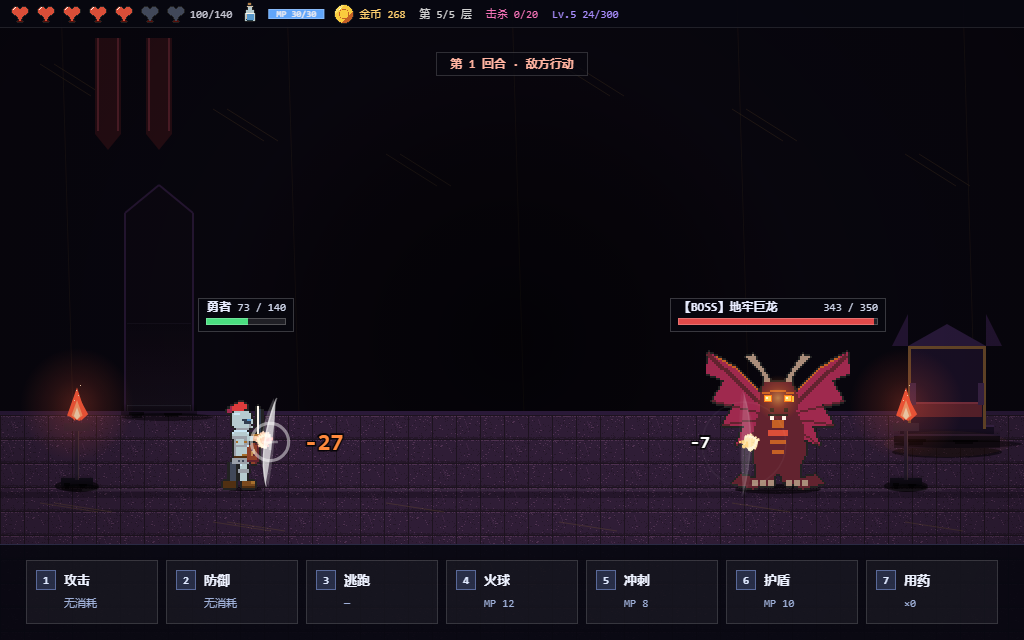 100/140 MP 30/30 金币 268 第 5/5 层 击杀 0/20 Lv.5 24/300
第 1 回合 · 敌方行动
勇者 73 / 140
【BOSS】地牢巨龙 343 / 350
-27
-7
1 攻击
无消耗
2 防御
无消耗
3 逃跑
—
4 火球
MP 12
5 冲刺
MP 8
6 护盾
MP 10
7 用药
×0